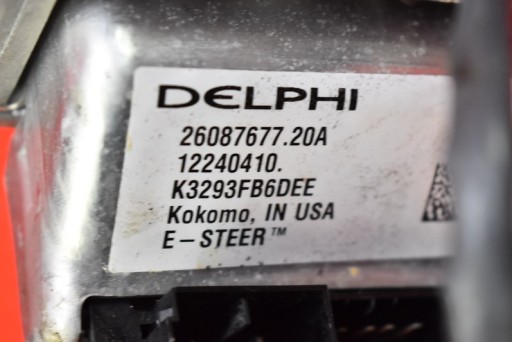 DELPHI
26087677.20A
12240410.
K3293FB6DEE
Kokomo, IN USA
E-STEER™